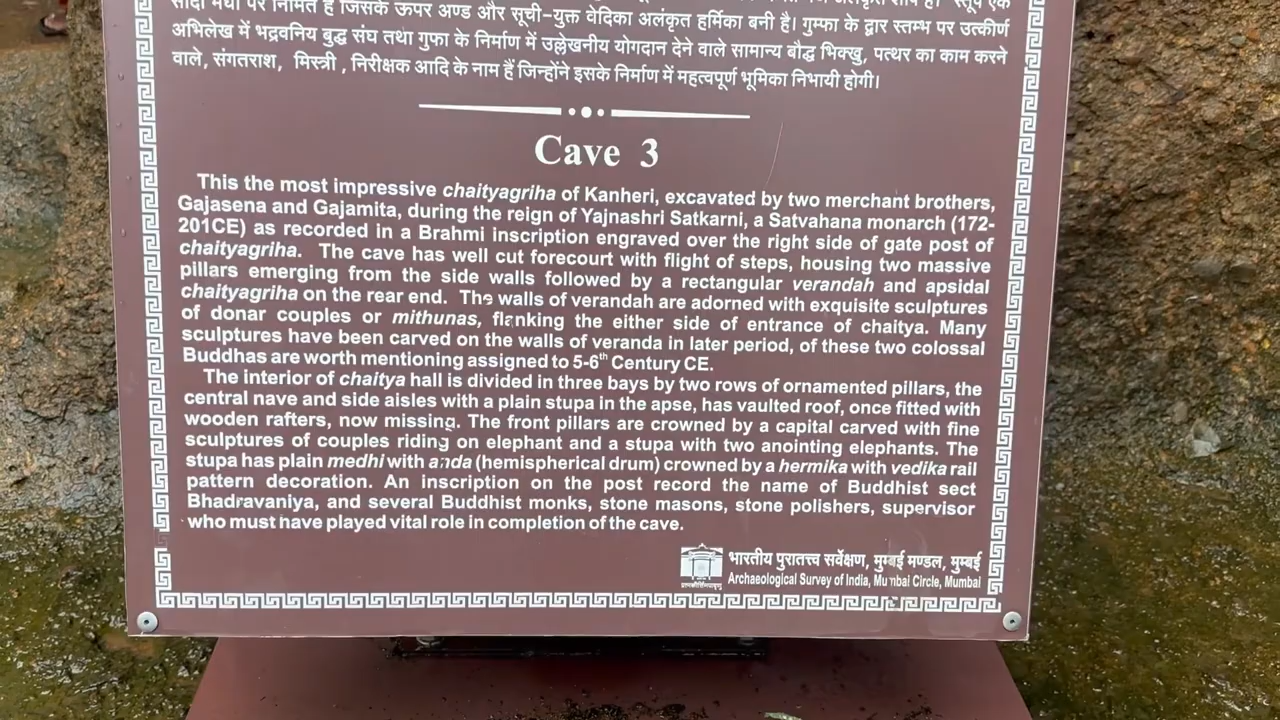 सादी मेधी पर निर्मित है जिसके ऊपर अण्ड और सूची-युक्त वेदिका अलंकृत हर्मिका बनी है। गुम्फा के द्वार स्तम्भ पर उत्कीर्ण
अभिलेख में भद्रवनिय बुद्ध संघ तथा गुफा के निर्माण में उल्लेखनीय योगदान देने वाले सामान्य बौद्ध भिक्खु, पत्थर का काम करने
वाले, संगतराश, मिस्त्री , निरीक्षक आदि के नाम हैं जिन्होंने इसके निर्माण में महत्वपूर्ण भूमिका निभायी होगी।
Cave 3
This the most impressive chaityagriha of Kanheri, excavated by two merchant brothers,
Gajasena and Gajamita, during the reign of Yajnashri Satkarni, a Satvahana monarch (172-
201CE) as recorded in a Brahmi inscription engraved over the right side of gate post of
chaityagriha. The cave has well cut forecourt with flight of steps, housing two massive
pillars emerging from the side walls followed by a rectangular verandah and apsidal
chaityagriha on the rear end. The walls of verandah are adorned with exquisite sculptures
of donar couples or mithunas, flanking the either side of entrance of chaitya. Many
sculptures have been carved on the walls of veranda in later period, of these two colossal
Buddhas are worth mentioning assigned to 5-6th Century CE.
The interior of chaitya hall is divided in three bays by two rows of ornamented pillars, the
central nave and side aisles with a plain stupa in the apse, has vaulted roof, once fitted with
wooden rafters, now missing. The front pillars are crowned by a capital carved with fine
sculptures of couples riding on elephant and a stupa with two anointing elephants. The
stupa has plain medhi with anda (hemispherical drum) crowned by a hermika with vedika rail
pattern decoration. An inscription on the post record the name of Buddhist sect
Bhadravaniya, and several Buddhist monks, stone masons, stone polishers, supervisor
who must have played vital role in completion of the cave.
भारतीय पुरातत्त्व सर्वेक्षण, मुम्बई मण्डल, मुम्बई
Archaeological Survey of India, Mumbai Circle, Mumbai